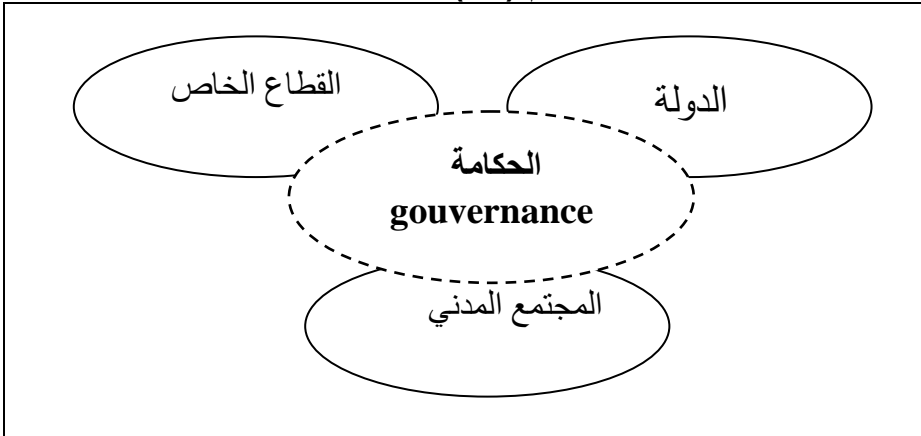 الدولة
القطاع الخاص
الحكامة
gouvernance
المجتمع المدني